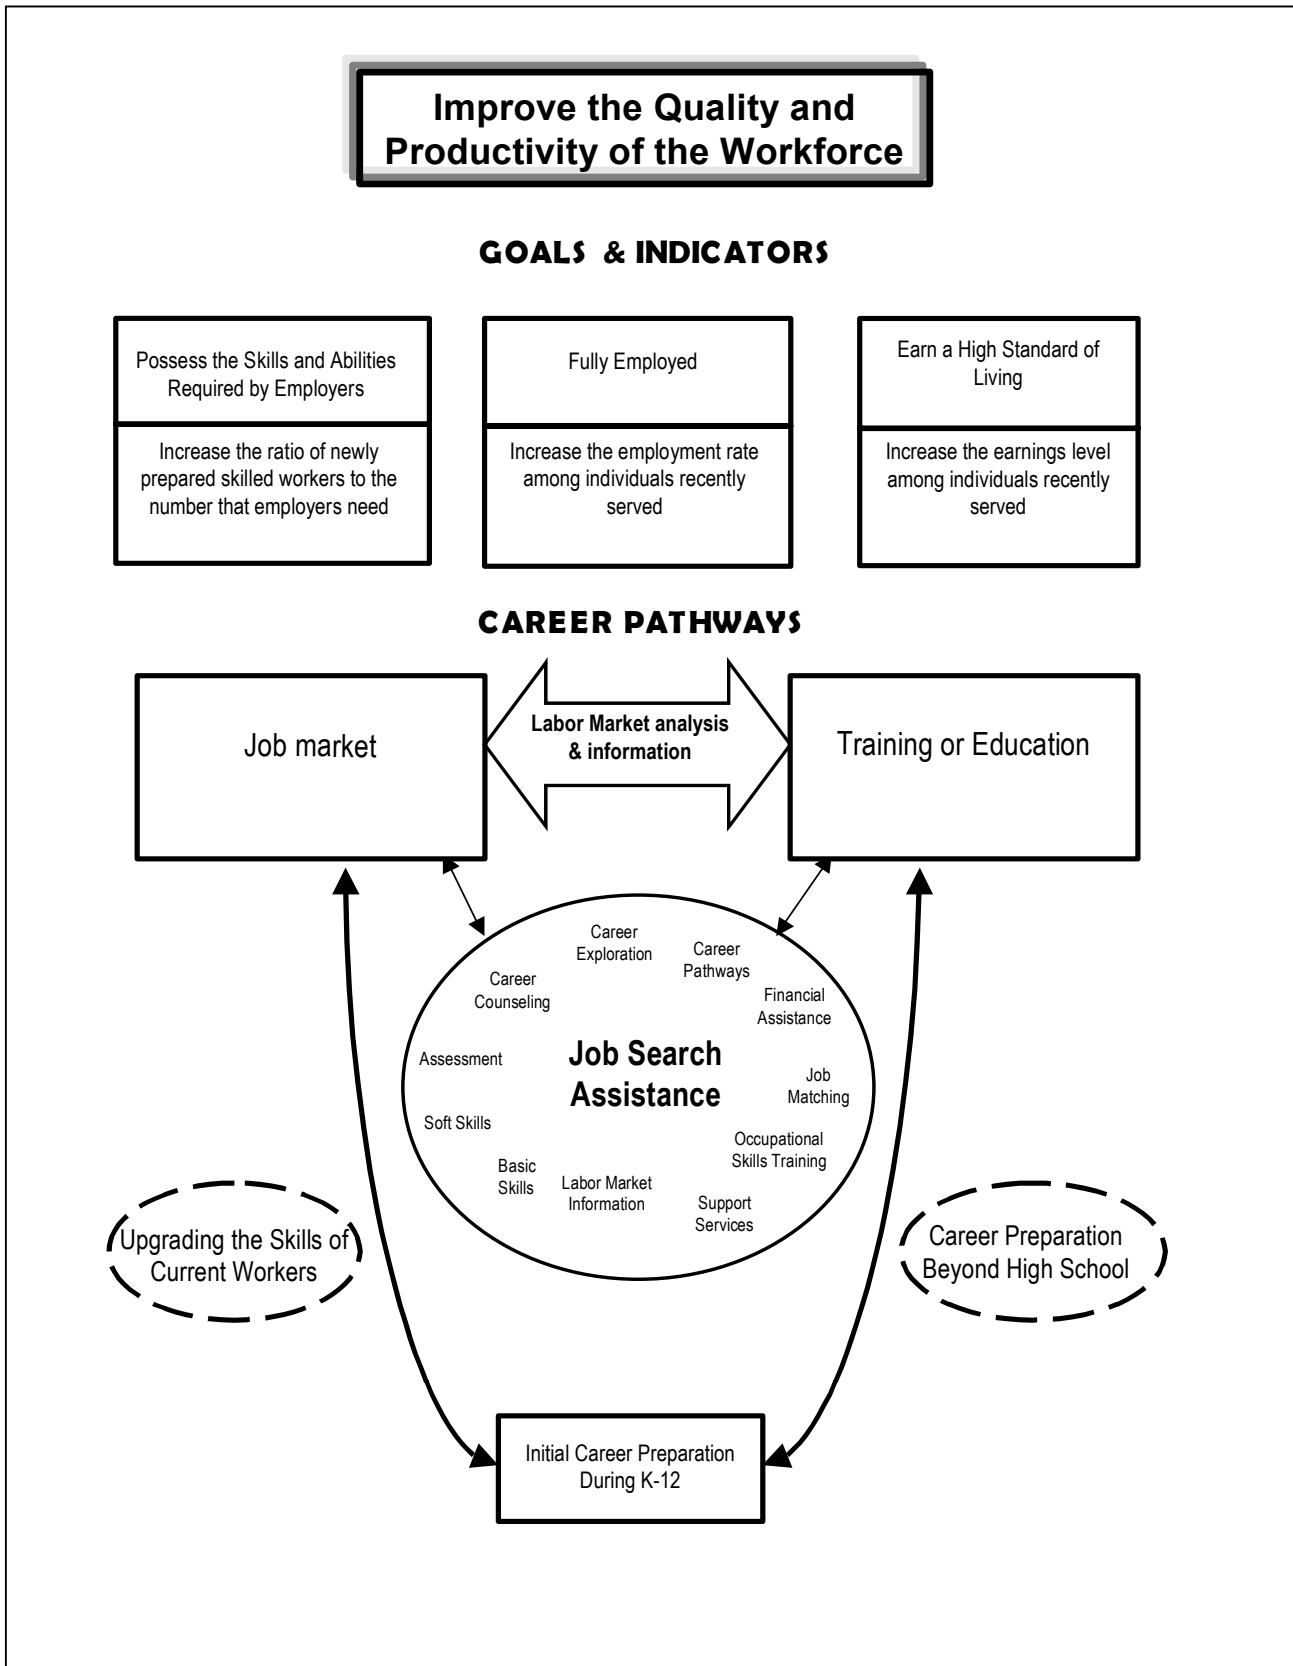 Improve the Quality and
Productivity of the Workforce
GOALS & INDICATORS
Possess the Skills and Abilities
Required by Employers
Increase the ratio of newly
prepared skilled workers to the
number that employers need
Fully Employed
Increase the employment rate
among individuals recently
served
Earn a High Standard of
Living
Increase the earnings level
among individuals recently
served
CAREER PATHWAYS
Job market
Labor Market analysis
& information
Training or Education
Career
Exploration
Career
Pathways
Career
Counseling
Financial
Assistance
Assessment
Job Search
Assistance
Job
Matching
Soft Skills
Occupational
Skills Training
Basic
Skills
Labor Market
Information
Support
Services
Upgrading the Skills of
Current Workers
Career Preparation
Beyond High School
Initial Career Preparation
During K-12